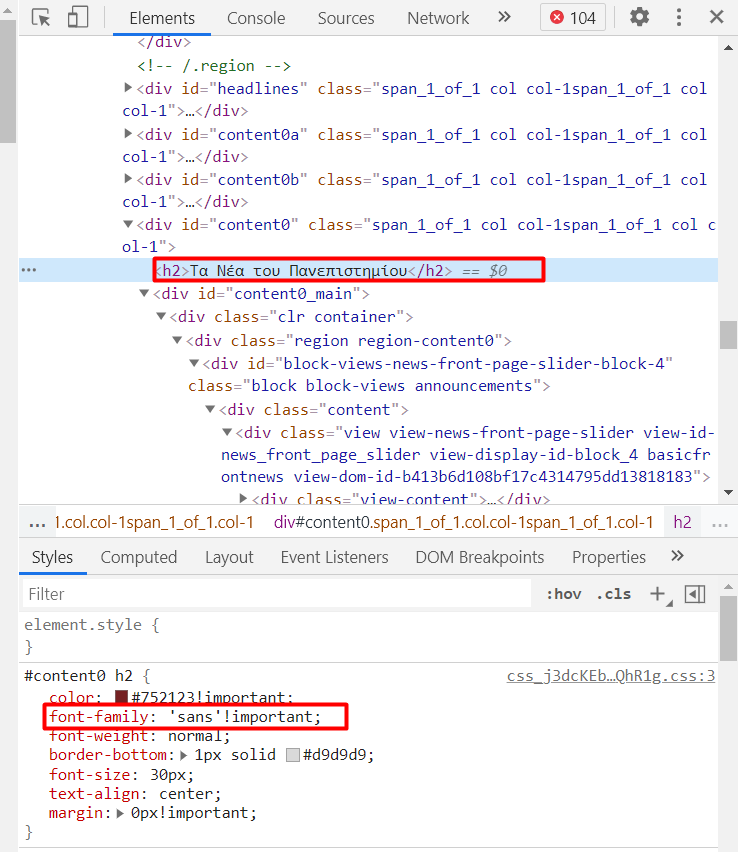 Elements Console Sources Network » 104
</div>
<!-- /.region -->
<div id="headlines" class="span_1_of_1 col col-1span_1_of_1 col
col-1">…</div>
<div id="content0a" class="span_1_of_1 col col-1span_1_of_1 col
col-1">…</div>
<div id="content0b" class="span_1_of_1 col col-1span_1_of_1 col
col-1">…</div>
<div id="content0" class="span_1_of_1 col col-1span_1_of_1 col c
ol-1">
<h2>Τα Νέα του Πανεπιστημίου</h2> == $0
<div id="content0_main">
<div class="clr container">
<div class="region region-content0">
<div id="block-views-news-front-page-slider-block-4"
class="block block-views announcements">
<div class="content">
<div class="view view-news-front-page-slider view-id-
news_front_page_slider view-display-id-block_4 basicfr
ontnews view-dom-id-b413b6d108bf17c4314795dd13818183">
<div class="view-content">…</div>
… 1.col.col-1span_1_of_1.col-1 div#content0.span_1_of_1.col.col-1span_1_of_1.col-1 h2 …
Styles Computed Layout Event Listeners DOM Breakpoints Properties »
Filter :hov .cls +
element.style {
}
#content0 h2 { css_j3dcKEb…QhR1g.css:3
color: #752123!important;
font-family: 'sans'!important;
font-weight: normal;
border-bottom: 1px solid #d9d9d9;
font-size: 30px;
text-align: center;
margin: 0px!important;
}